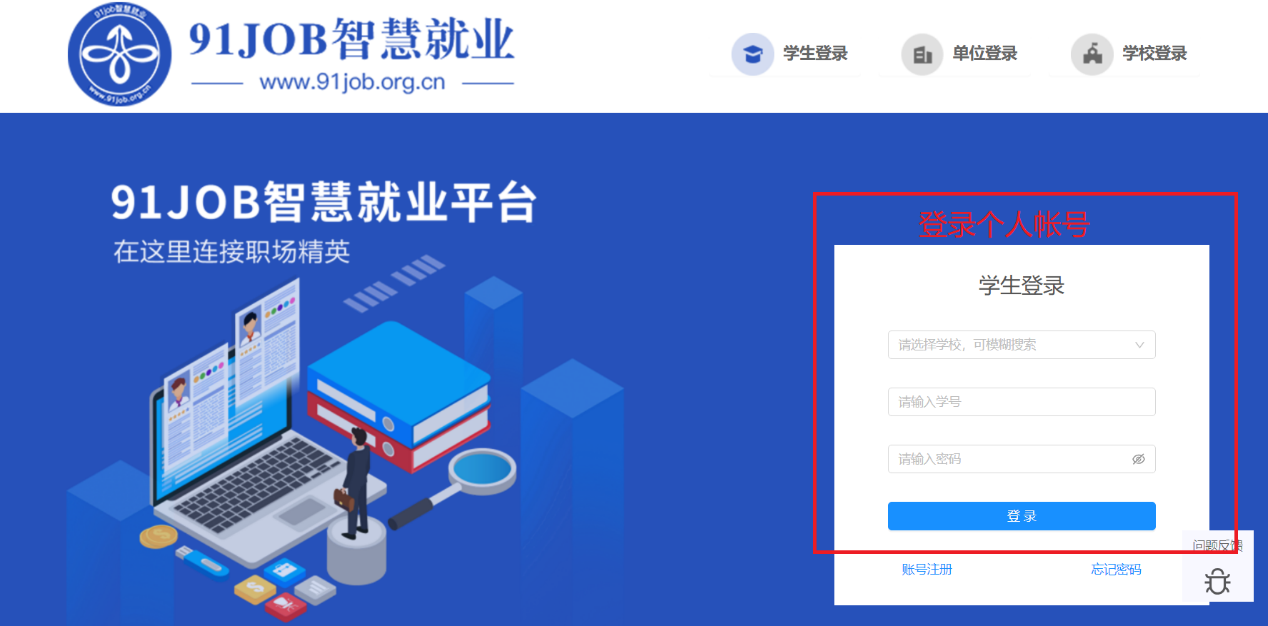 91job智慧就业
www.91job.org.cn
91JOB智慧就业
www.91job.org.cn
学生登录
单位登录
学校登录
91JOB智慧就业平台
在这里连接职场精英
登录个人帐号
学生登录
请选择学校，可模糊搜索
请输入学号
请输入密码
登 录
问题反馈
账号注册
忘记密码